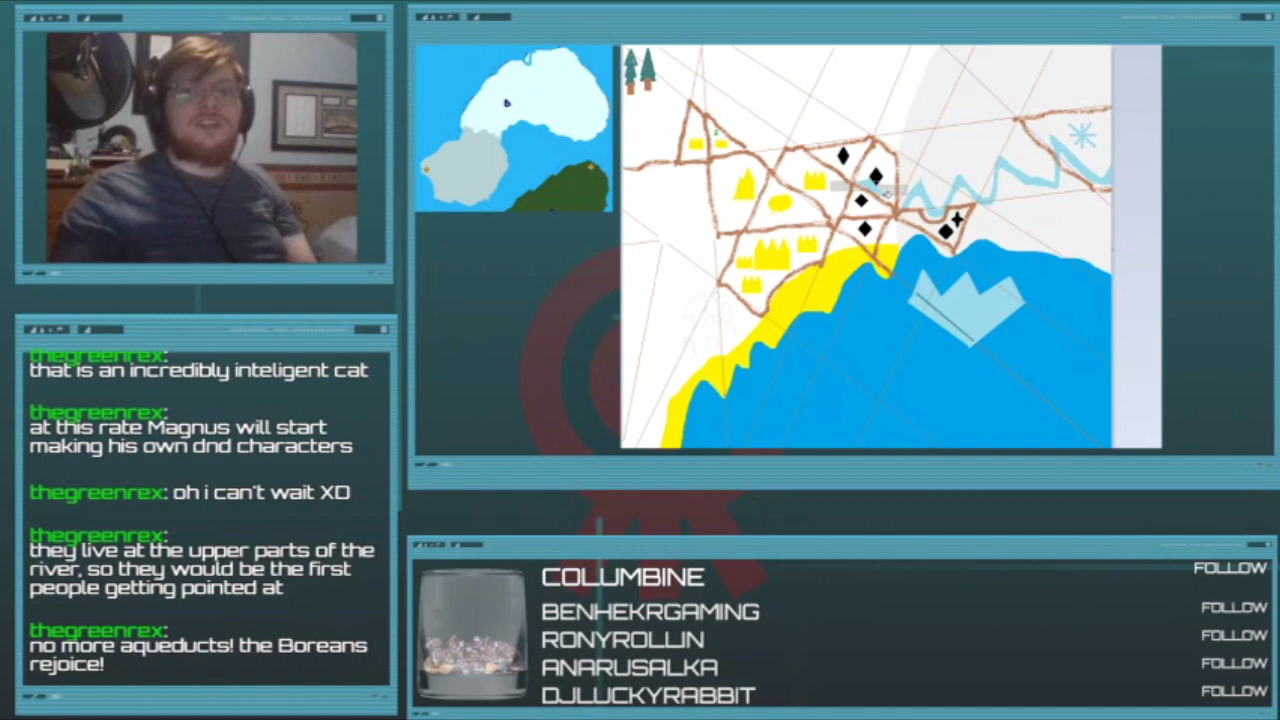 thegreenrex:
that is an incredibly inteligent cat
thegreenrex:
at this rate Magnus will start
making his own dnd characters
thegreenrex: oh i can't wait XD
thegreenrex:
they live at the upper parts of the
river, so they would be the first
people getting pointed at
thegreenrex:
no more aqueducts! the Boreans
rejoice!
COLUMBINE FOLLOW
BENHEKRGAMING FOLLOW
RONYROLLIN FOLLOW
ANARUSALKA FOLLOW
DJLUCKYRABBIT FOLLOW